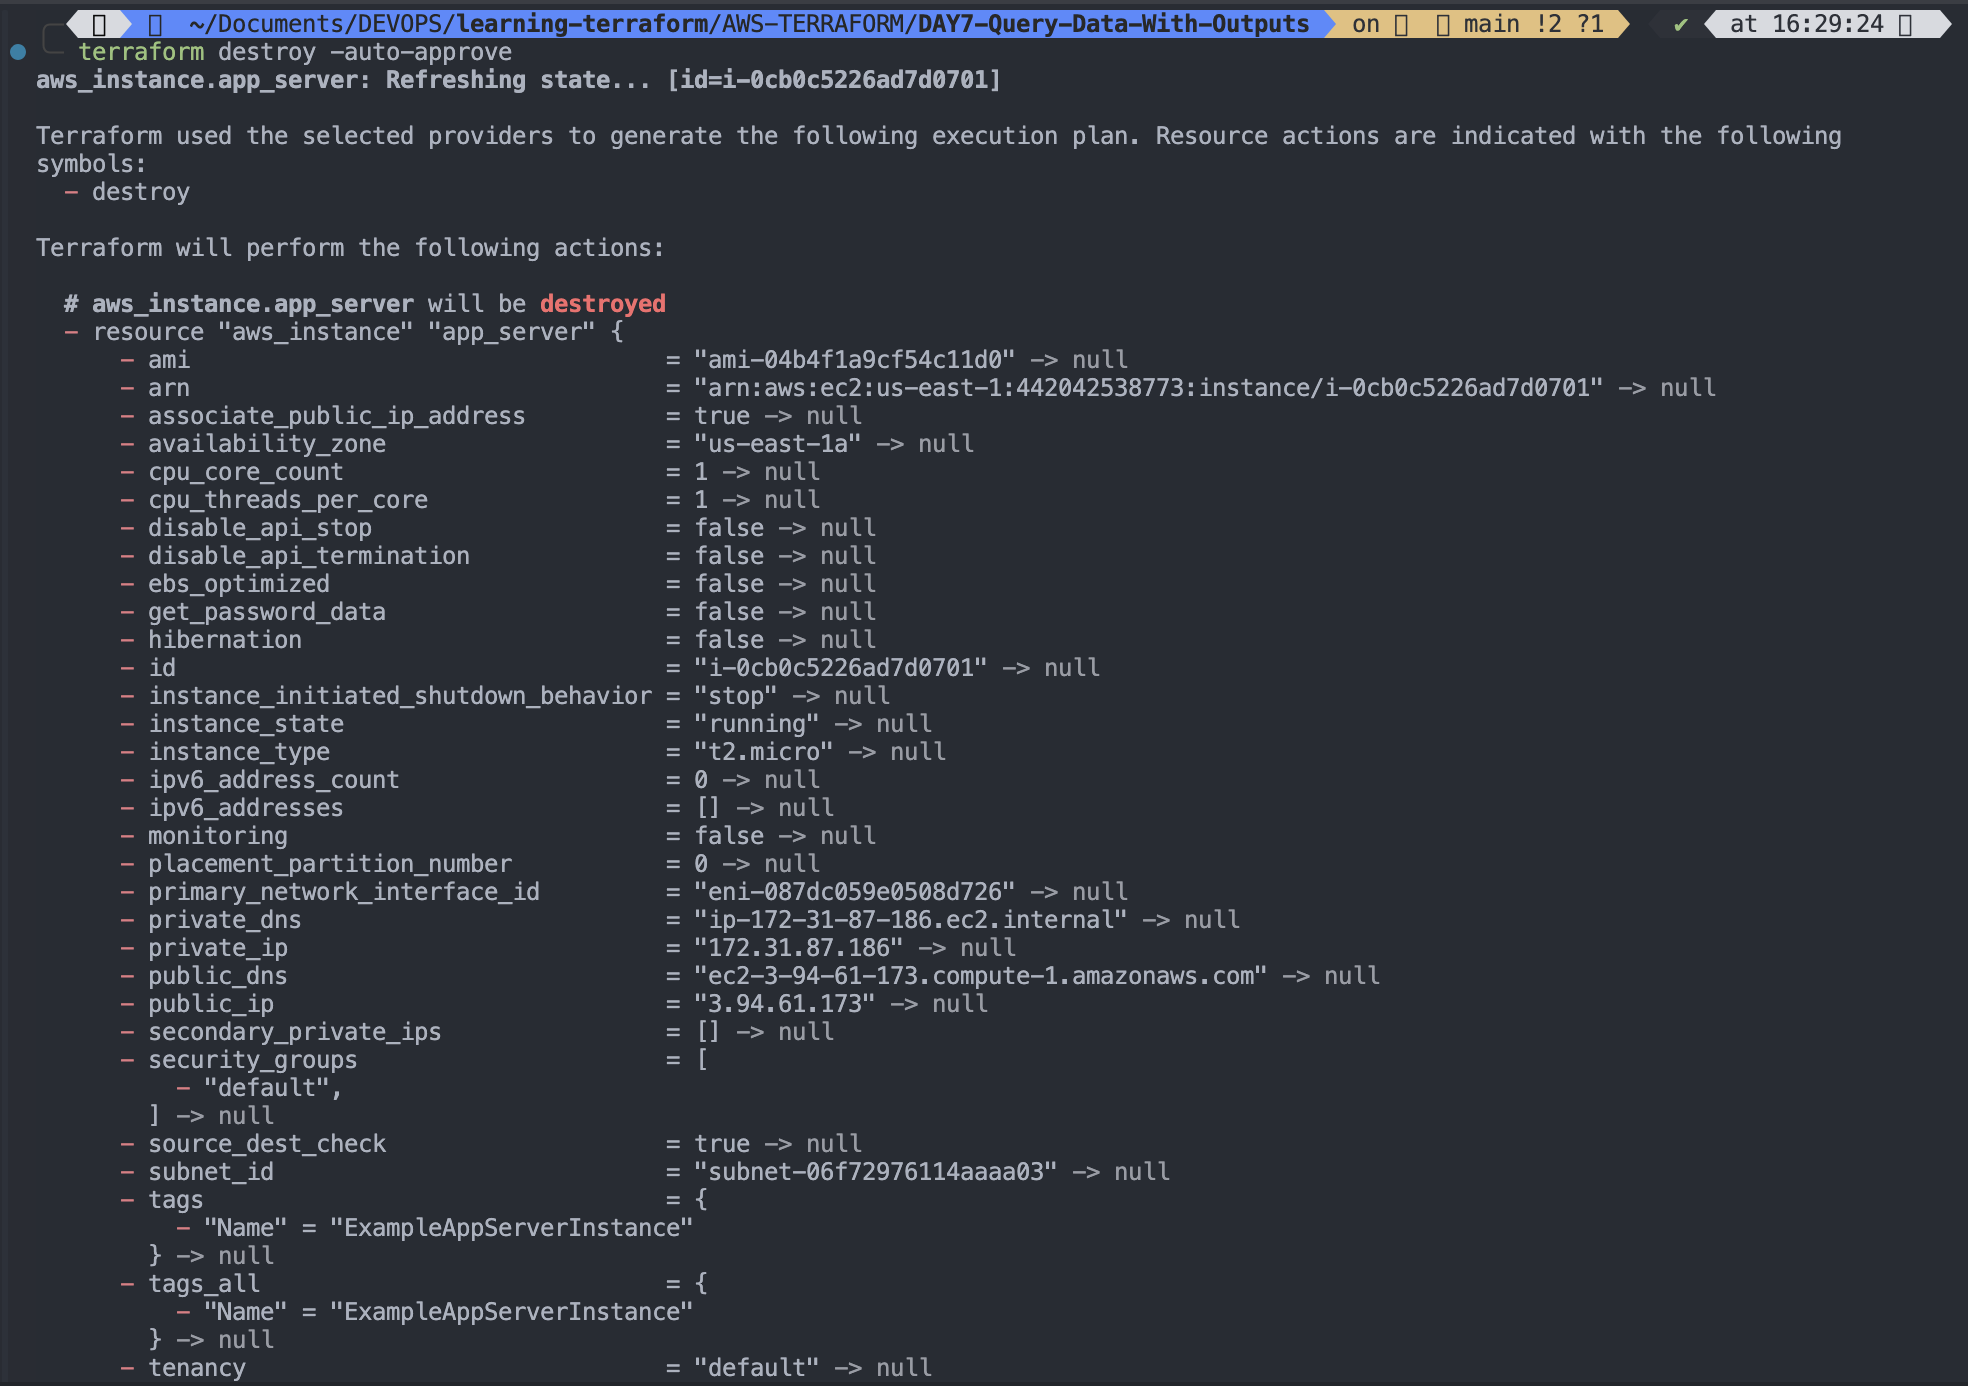 ~/Documents/DEVOPS/learning-terraform/AWS-TERRAFORM/DAY7-Query-Data-With-Outputs on main !2 ?1 ✔ at 16:29:24
terraform destroy -auto-approve
aws_instance.app_server: Refreshing state... [id=i-0cb0c5226ad7d0701]
Terraform used the selected providers to generate the following execution plan. Resource actions are indicated with the following
symbols:
- destroy
Terraform will perform the following actions:
# aws_instance.app_server will be destroyed
- resource "aws_instance" "app_server" {
- ami = "ami-04b4f1a9cf54c11d0" -> null
- arn = "arn:aws:ec2:us-east-1:442042538773:instance/i-0cb0c5226ad7d0701" -> null
- associate_public_ip_address = true -> null
- availability_zone = "us-east-1a" -> null
- cpu_core_count = 1 -> null
- cpu_threads_per_core = 1 -> null
- disable_api_stop = false -> null
- disable_api_termination = false -> null
- ebs_optimized = false -> null
- get_password_data = false -> null
- hibernation = false -> null
- id = "i-0cb0c5226ad7d0701" -> null
- instance_initiated_shutdown_behavior = "stop" -> null
- instance_state = "running" -> null
- instance_type = "t2.micro" -> null
- ipv6_address_count = 0 -> null
- ipv6_addresses = [] -> null
- monitoring = false -> null
- placement_partition_number = 0 -> null
- primary_network_interface_id = "eni-087dc059e0508d726" -> null
- private_dns = "ip-172-31-87-186.ec2.internal" -> null
- private_ip = "172.31.87.186" -> null
- public_dns = "ec2-3-94-61-173.compute-1.amazonaws.com" -> null
- public_ip = "3.94.61.173" -> null
- secondary_private_ips = [] -> null
- security_groups = [
- "default",
] -> null
- source_dest_check = true -> null
- subnet_id = "subnet-06f72976114aaaa03" -> null
- tags = {
- "Name" = "ExampleAppServerInstance"
} -> null
- tags_all = {
- "Name" = "ExampleAppServerInstance"
} -> null
- tenancy = "default" -> null